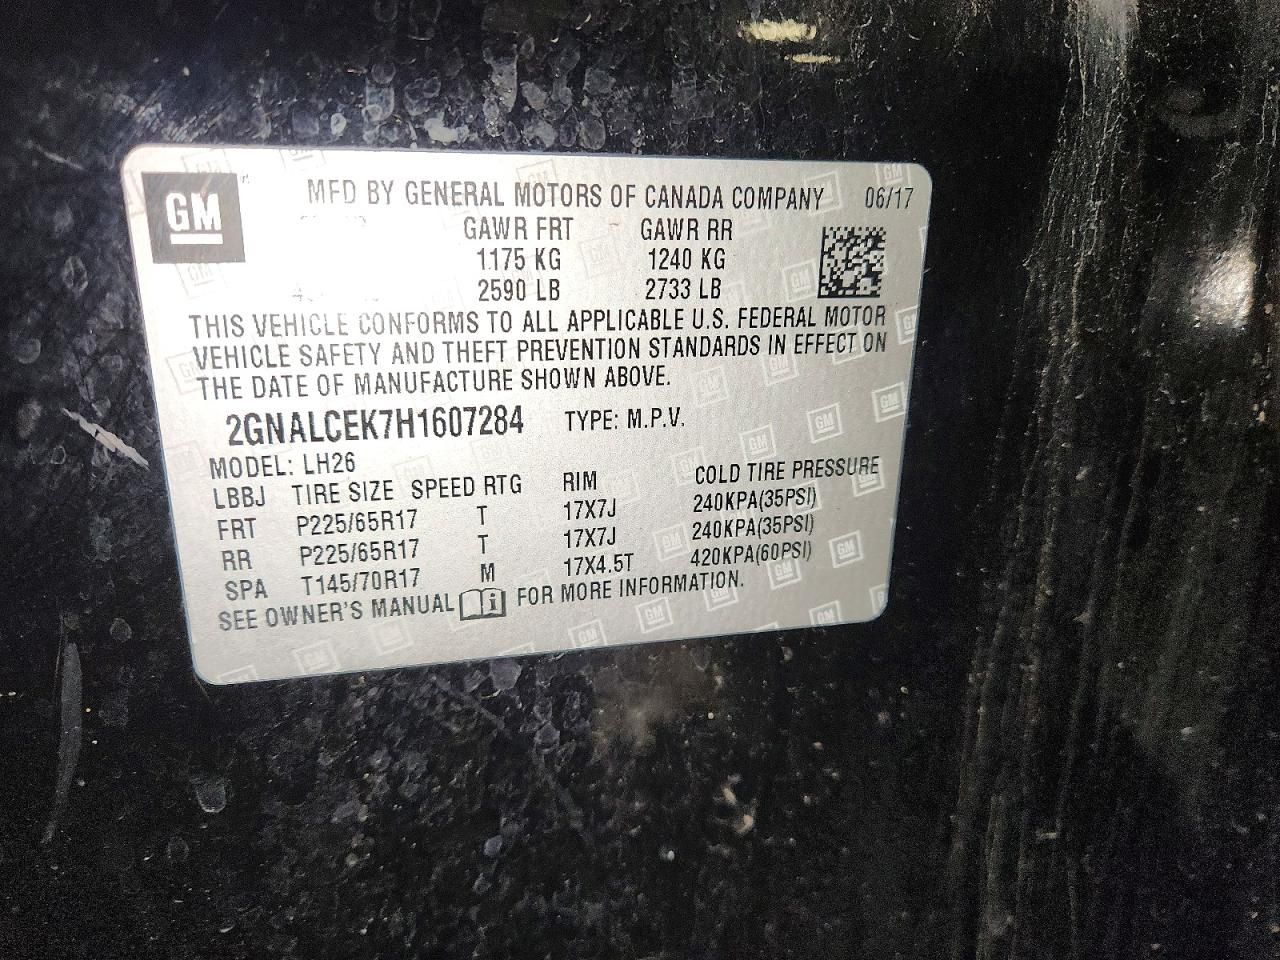 GM MFD BY GENERAL MOTORS OF CANADA COMPANY 06/17
GAWR FRT GAWR RR
1175 KG 1240 KG
2590 LB 2733 LB
THIS VEHICLE CONFORMS TO ALL APPLICABLE U.S. FEDERAL MOTOR
VEHICLE SAFETY AND THEFT PREVENTION STANDARDS IN EFFECT ON
THE DATE OF MANUFACTURE SHOWN ABOVE.
2GNALCEK7H1607284 TYPE: M.P.V.
MODEL: LH26
LBBJ TIRE SIZE SPEED RTG RIM COLD TIRE PRESSURE
FRT P225/65R17 T 17X7J 240KPA(35PSI)
RR P225/65R17 T 17X7J 240KPA(35PSI)
SPA T145/70R17 M 17X4.5T 420KPA(60PSI)
SEE OWNER'S MANUAL i FOR MORE INFORMATION.